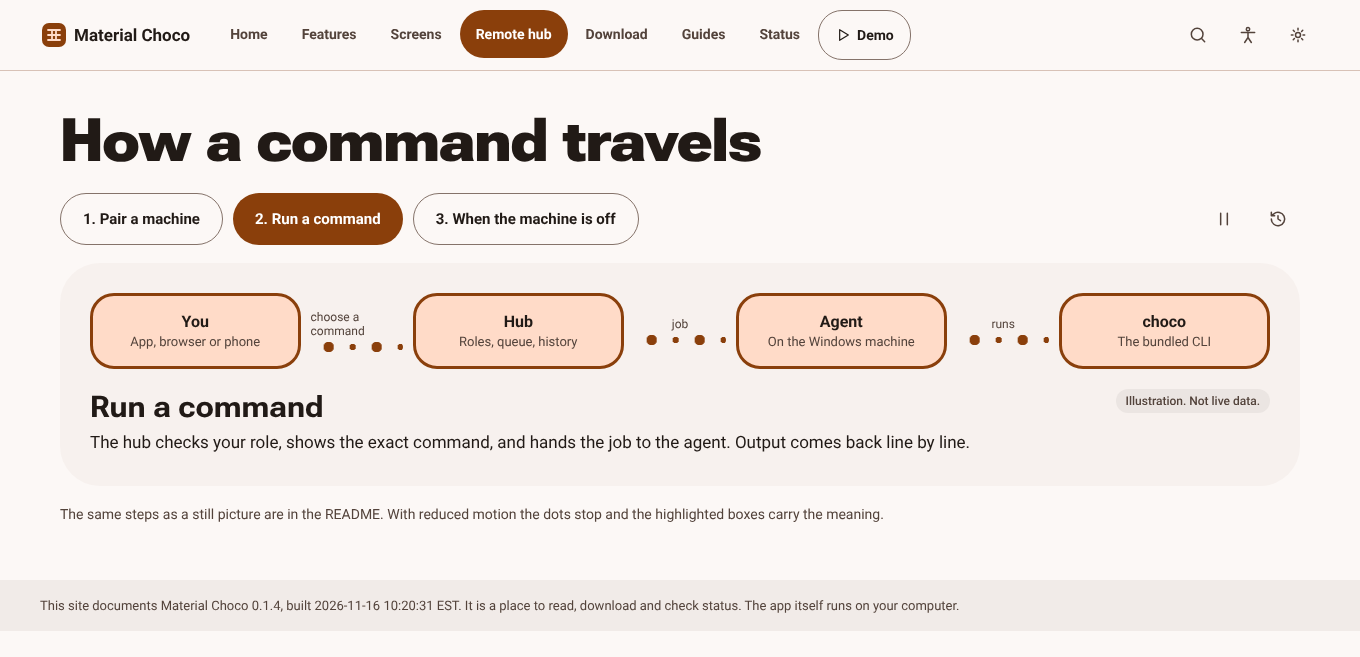 Material Choco
Home
Features
Screens
Remote hub
Download
Guides
Status
Demo
How a command travels
1. Pair a machine
2. Run a command
3. When the machine is off
You
App, browser or phone
choose a
command
Hub
Roles, queue, history
job
Agent
On the Windows machine
runs
choco
The bundled CLI
Run a command
Illustration. Not live data.
The hub checks your role, shows the exact command, and hands the job to the agent. Output comes back line by line.
The same steps as a still picture are in the README. With reduced motion the dots stop and the highlighted boxes carry the meaning.
This site documents Material Choco 0.1.4, built 2026-11-16 10:20:31 EST. It is a place to read, download and check status. The app itself runs on your computer.